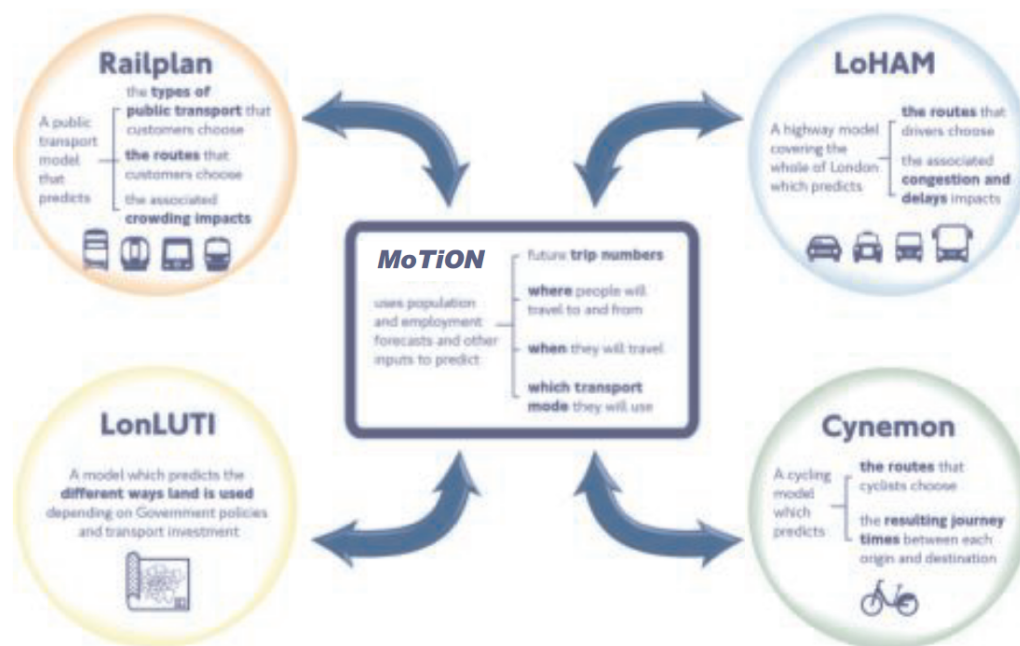 Railplan
A public
transport
model
that
predicts
the types of
public transport that
customers choose
the routes that
customers choose
the associated
crowding impacts
LoHAM
A highway model
covering the
whole of London
which predicts
the routes that
drivers choose
the associated
congestion and
delays impacts
MoTiON
uses population
and employment
forecasts and other
inputs to predict
future trip numbers
where people will
travel to and from
when they will travel
which transport
mode they will use
LonLUTI
A model which predicts the
different ways land is used
depending on Government policies
and transport investment
Cynemon
A cycling
model
which
predicts
the routes that
cyclists choose
the resulting journey
times between each
origin and destination